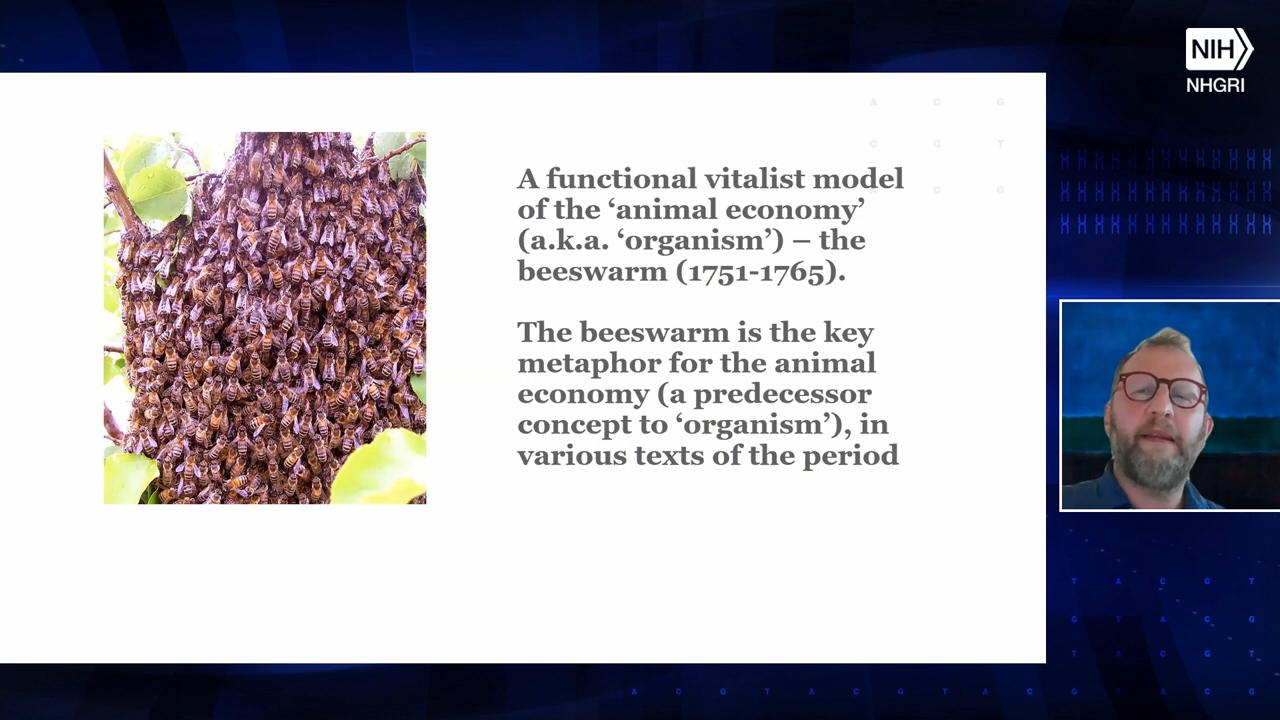 NIH
NHGRI
A C G
C G T
A C G
A functional vitalist model
of the ‘animal economy’
(a.k.a. ‘organism’) – the
beeswarm (1751-1765).
The beeswarm is the key
metaphor for the animal
economy (a predecessor
concept to ‘organism’), in
various texts of the period
T A C G T
G T A C G
T A C G T
A C G T A C G T A C G T A C G